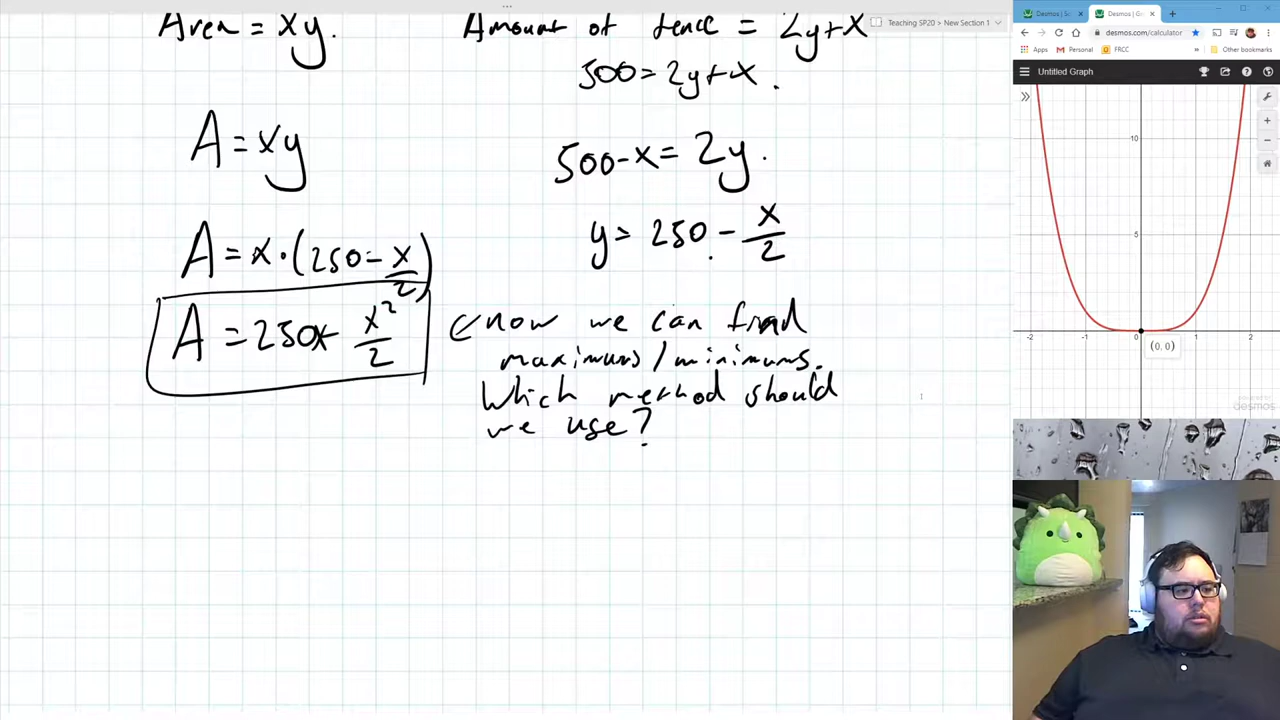 Area = xy.
Amount of fence = 2y+x
500 = 2y+x.
A = xy
500-x = 2y.
y = 250 - x/2
A = x·(250 - x/2)
A = 250x - x²/2
now we can find
maximums/minimums.
Which method should
we use?
Teaching SP20 > New Section 1
Desmos | G
desmos.com/calculator
Apps
Personal
FRCC
Other bookmarks
Untitled Graph
10
5
-2
-1
0
1
2
(0, 0)
desmos